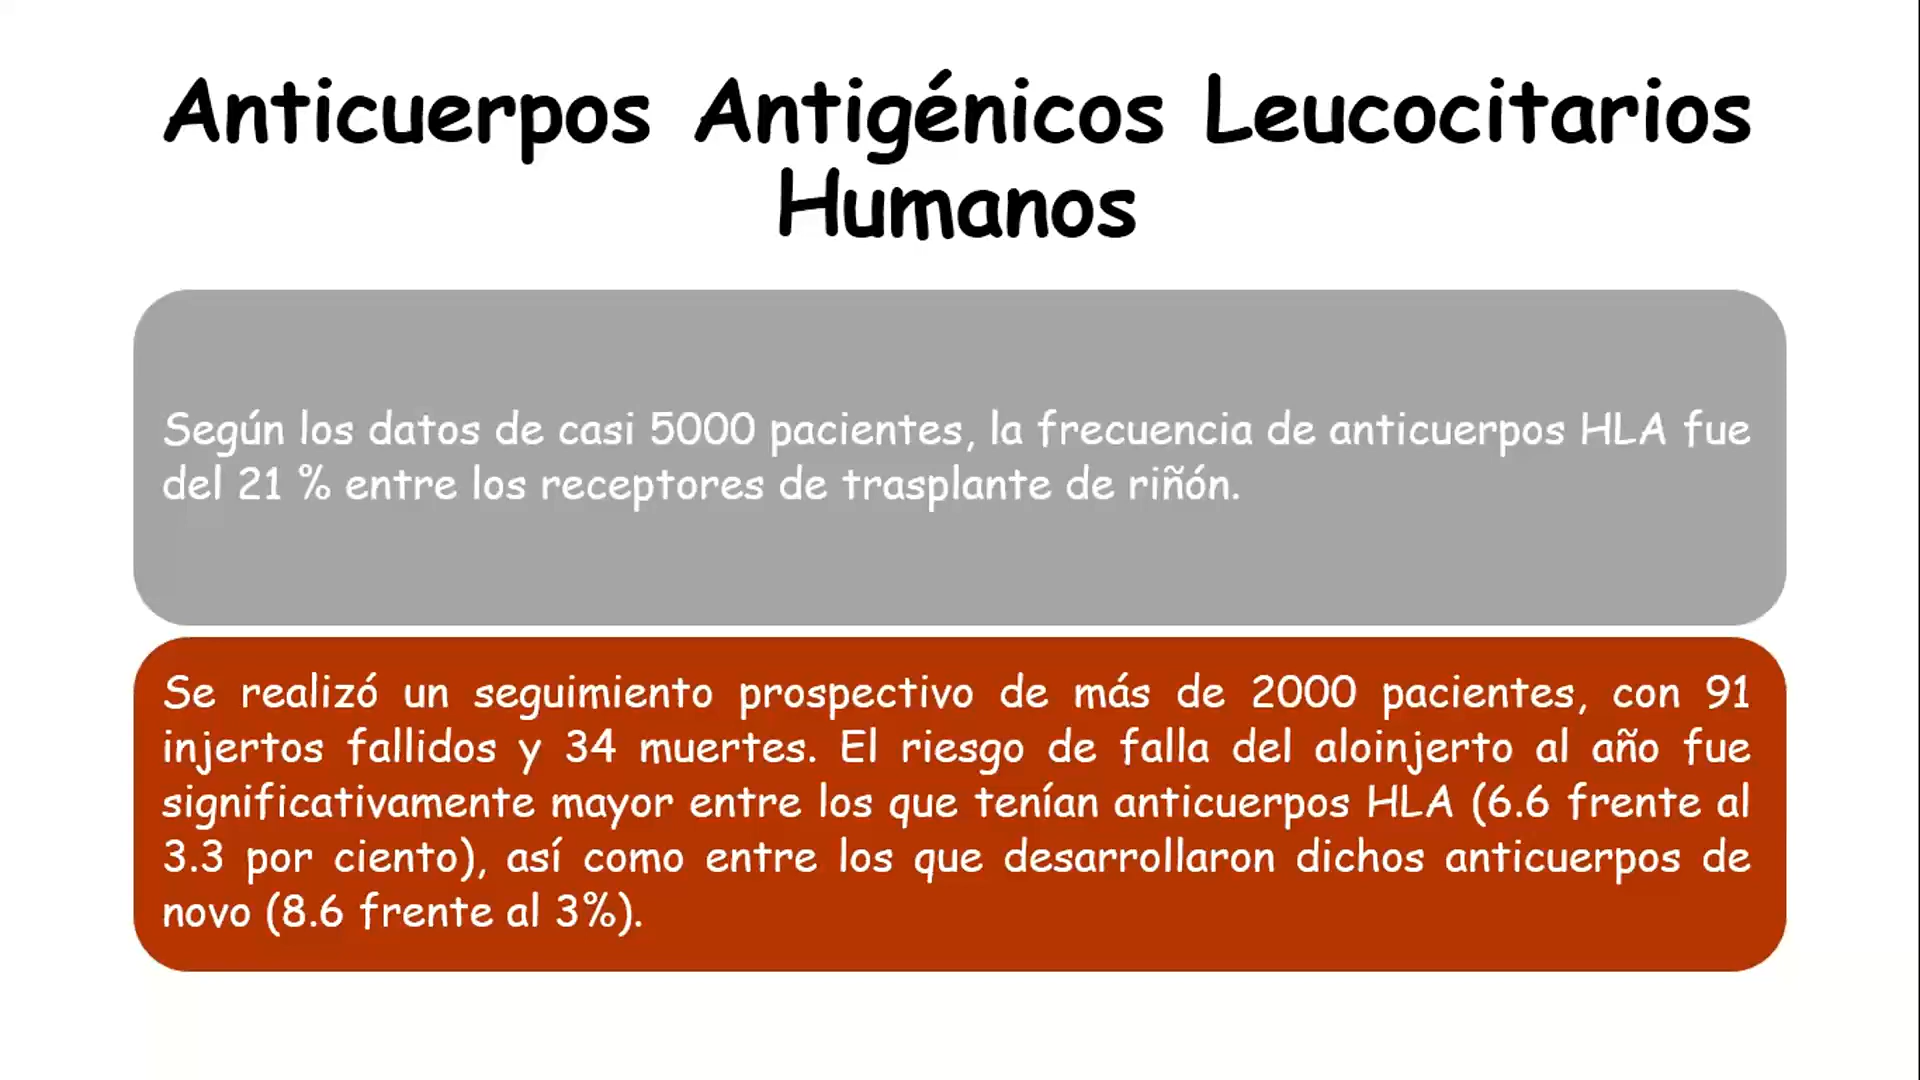 Anticuerpos Antigénicos Leucocitarios
Humanos
Según los datos de casi 5000 pacientes, la frecuencia de anticuerpos HLA fue
del 21 % entre los receptores de trasplante de riñón.
Se realizó un seguimiento prospectivo de más de 2000 pacientes, con 91
injertos fallidos y 34 muertes. El riesgo de falla del aloinjerto al año fue
significativamente mayor entre los que tenían anticuerpos HLA (6.6 frente al
3.3 por ciento), así como entre los que desarrollaron dichos anticuerpos de
novo (8.6 frente al 3%).